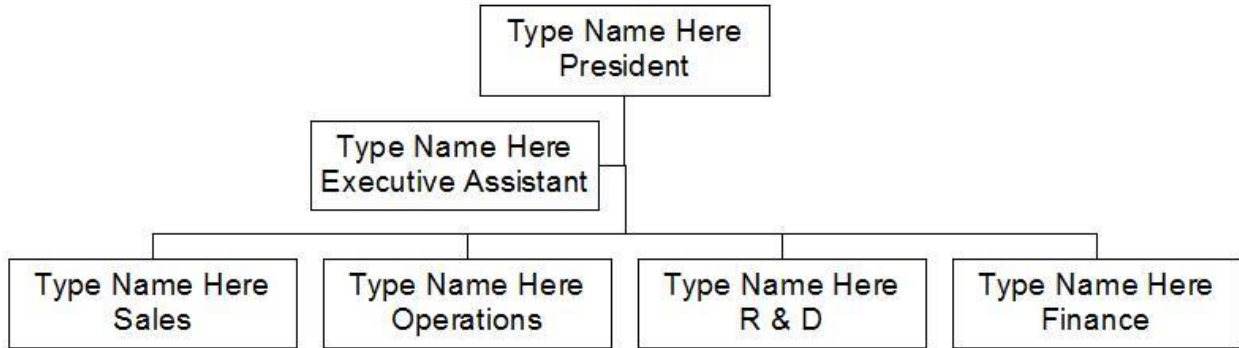 Type Name Here
President
Type Name Here
Executive Assistant
Type Name Here
Sales
Type Name Here
Operations
Type Name Here
R & D
Type Name Here
Finance